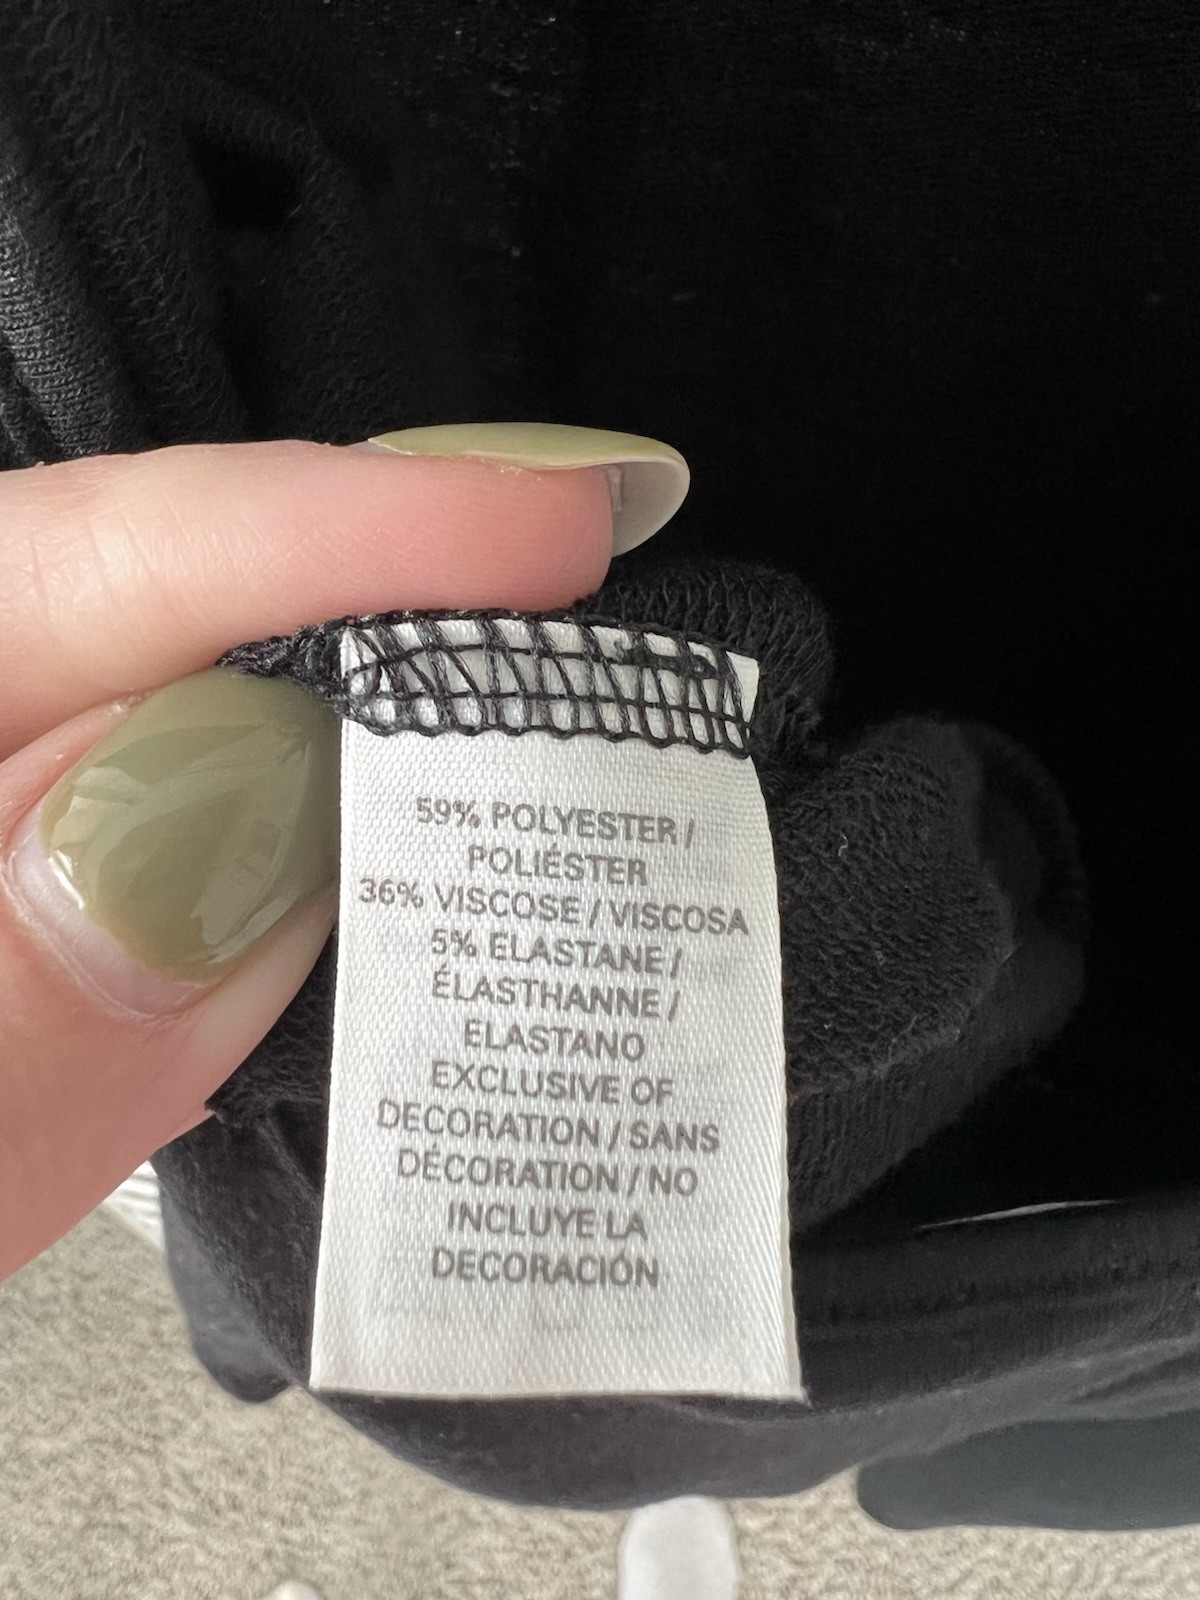 59% POLYESTER /
POLIÉSTER
36% VISCOSE / VISCOSA
5% ELASTANE /
ÉLASTHANNE /
ELASTANO
EXCLUSIVE OF
DECORATION / SANS
DÉCORATION / NO
INCLUYE LA
DECORACIÓN